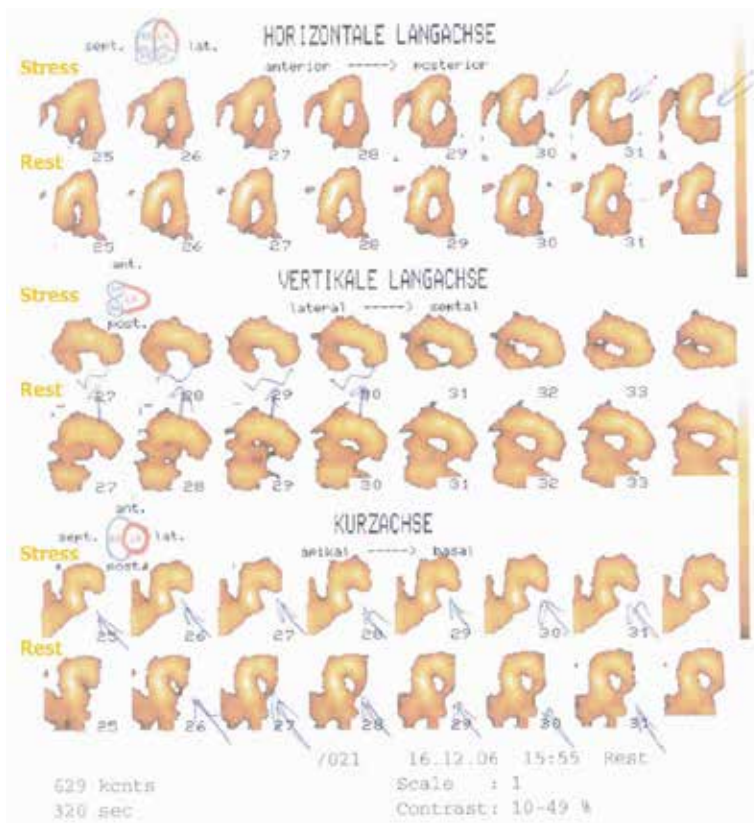 HORIZONTALE LANGACHSE
sept. lat.
anterior -----> posterior
Stress
25 26 27 28 29 30 31
Rest
25 26 27 28 29 30 31
VERTIKALE LANGACHSE
ant.
Stress
lateral -----> septal
post.
27 28 29 30 31 32 33
Rest
27 28 29 30 31 32 33
KURZACHSE
ant.
sept. lat.
apikal -----> basal
Stress
post.
25 26 27 28 29 30 31
Rest
25 26 27 28 29 30 31
/021 16.12.06 15:55 Rest
629 kcnts Scale : 1
320 sec Contrast: 10-49 %